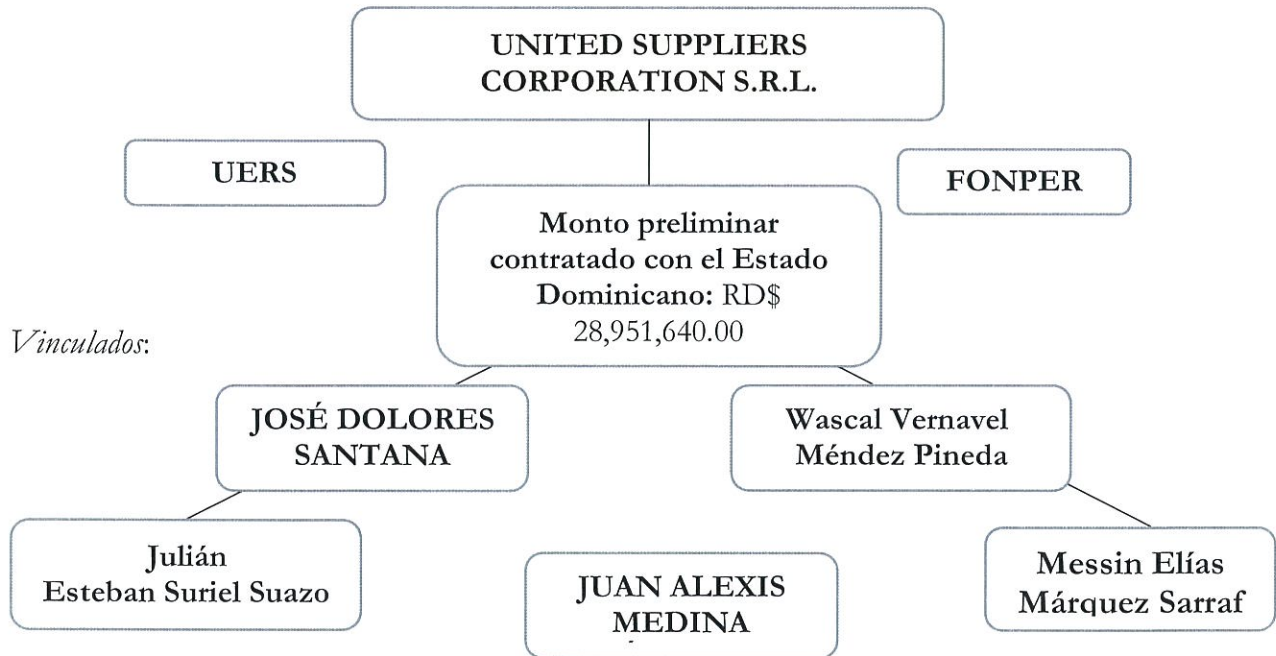 UNITED SUPPLIERS
CORPORATION S.R.L.
UERS
FONPER
Monto preliminar
contratado con el Estado
Dominicano: RD$
28,951,640.00
Vinculados:
JOSÉ DOLORES
SANTANA
Wascal Vernavel
Méndez Pineda
Julián
Esteban Suriel Suazo
JUAN ALEXIS
MEDINA
Messin Elías
Márquez Sarraf